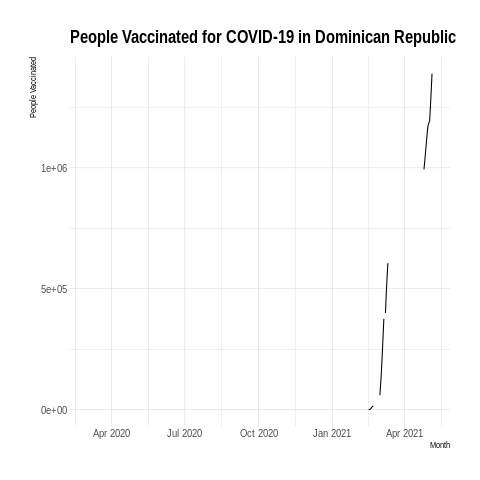 People Vaccinated for COVID-19 in Dominican Republic
People Vaccinated
1e+06
5e+05
0e+00
Apr 2020 Jul 2020 Oct 2020 Jan 2021 Apr 2021
Month